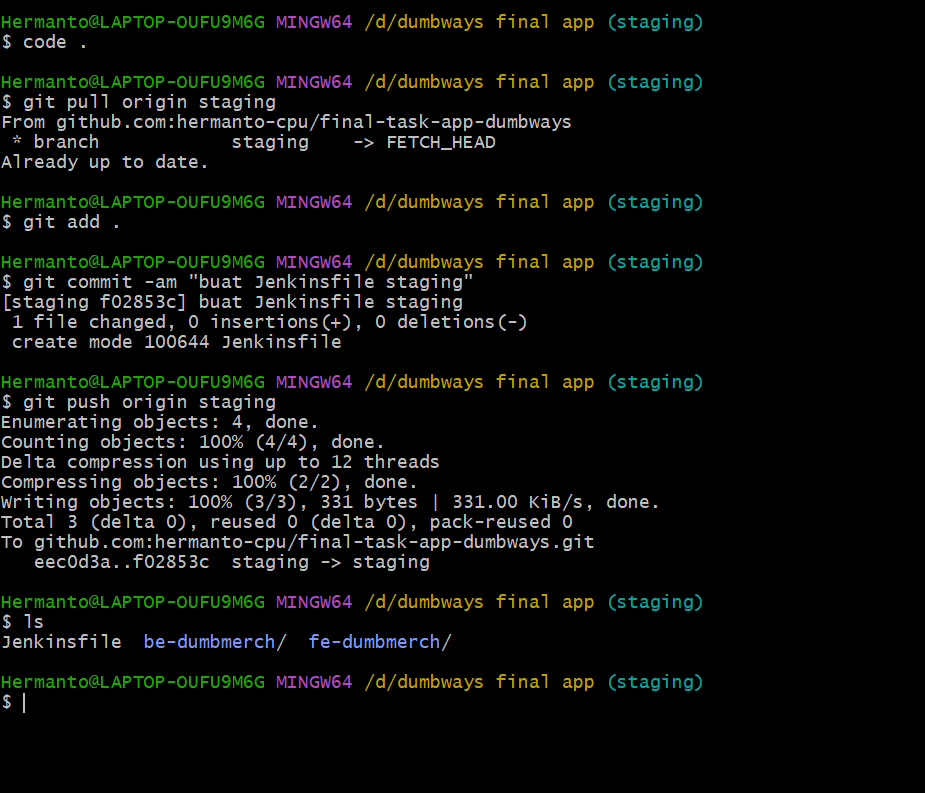 Hermanto@LAPTOP-OUFU9M6G MINGW64 /d/dumbways final app (staging)
$ code .
Hermanto@LAPTOP-OUFU9M6G MINGW64 /d/dumbways final app (staging)
$ git pull origin staging
From github.com:hermanto-cpu/final-task-app-dumbways
 * branch            staging    -> FETCH_HEAD
Already up to date.
Hermanto@LAPTOP-OUFU9M6G MINGW64 /d/dumbways final app (staging)
$ git add .
Hermanto@LAPTOP-OUFU9M6G MINGW64 /d/dumbways final app (staging)
$ git commit -am "buat Jenkinsfile staging"
[staging f02853c] buat Jenkinsfile staging
 1 file changed, 0 insertions(+), 0 deletions(-)
 create mode 100644 Jenkinsfile
Hermanto@LAPTOP-OUFU9M6G MINGW64 /d/dumbways final app (staging)
$ git push origin staging
Enumerating objects: 4, done.
Counting objects: 100% (4/4), done.
Delta compression using up to 12 threads
Compressing objects: 100% (2/2), done.
Writing objects: 100% (3/3), 331 bytes | 331.00 KiB/s, done.
Total 3 (delta 0), reused 0 (delta 0), pack-reused 0
To github.com:hermanto-cpu/final-task-app-dumbways.git
   eec0d3a..f02853c  staging -> staging
Hermanto@LAPTOP-OUFU9M6G MINGW64 /d/dumbways final app (staging)
$ ls
Jenkinsfile  be-dumbmerch/  fe-dumbmerch/
Hermanto@LAPTOP-OUFU9M6G MINGW64 /d/dumbways final app (staging)
$